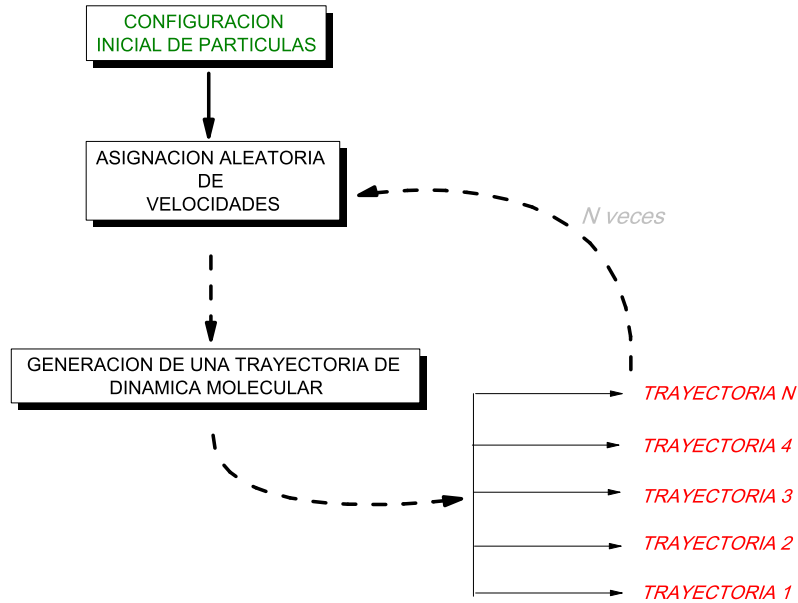 CONFIGURACION
INICIAL DE PARTICULAS
ASIGNACION ALEATORIA
DE
VELOCIDADES
N veces
GENERACION DE UNA TRAYECTORIA DE
DINAMICA MOLECULAR
TRAYECTORIA N
TRAYECTORIA 4
TRAYECTORIA 3
TRAYECTORIA 2
TRAYECTORIA 1